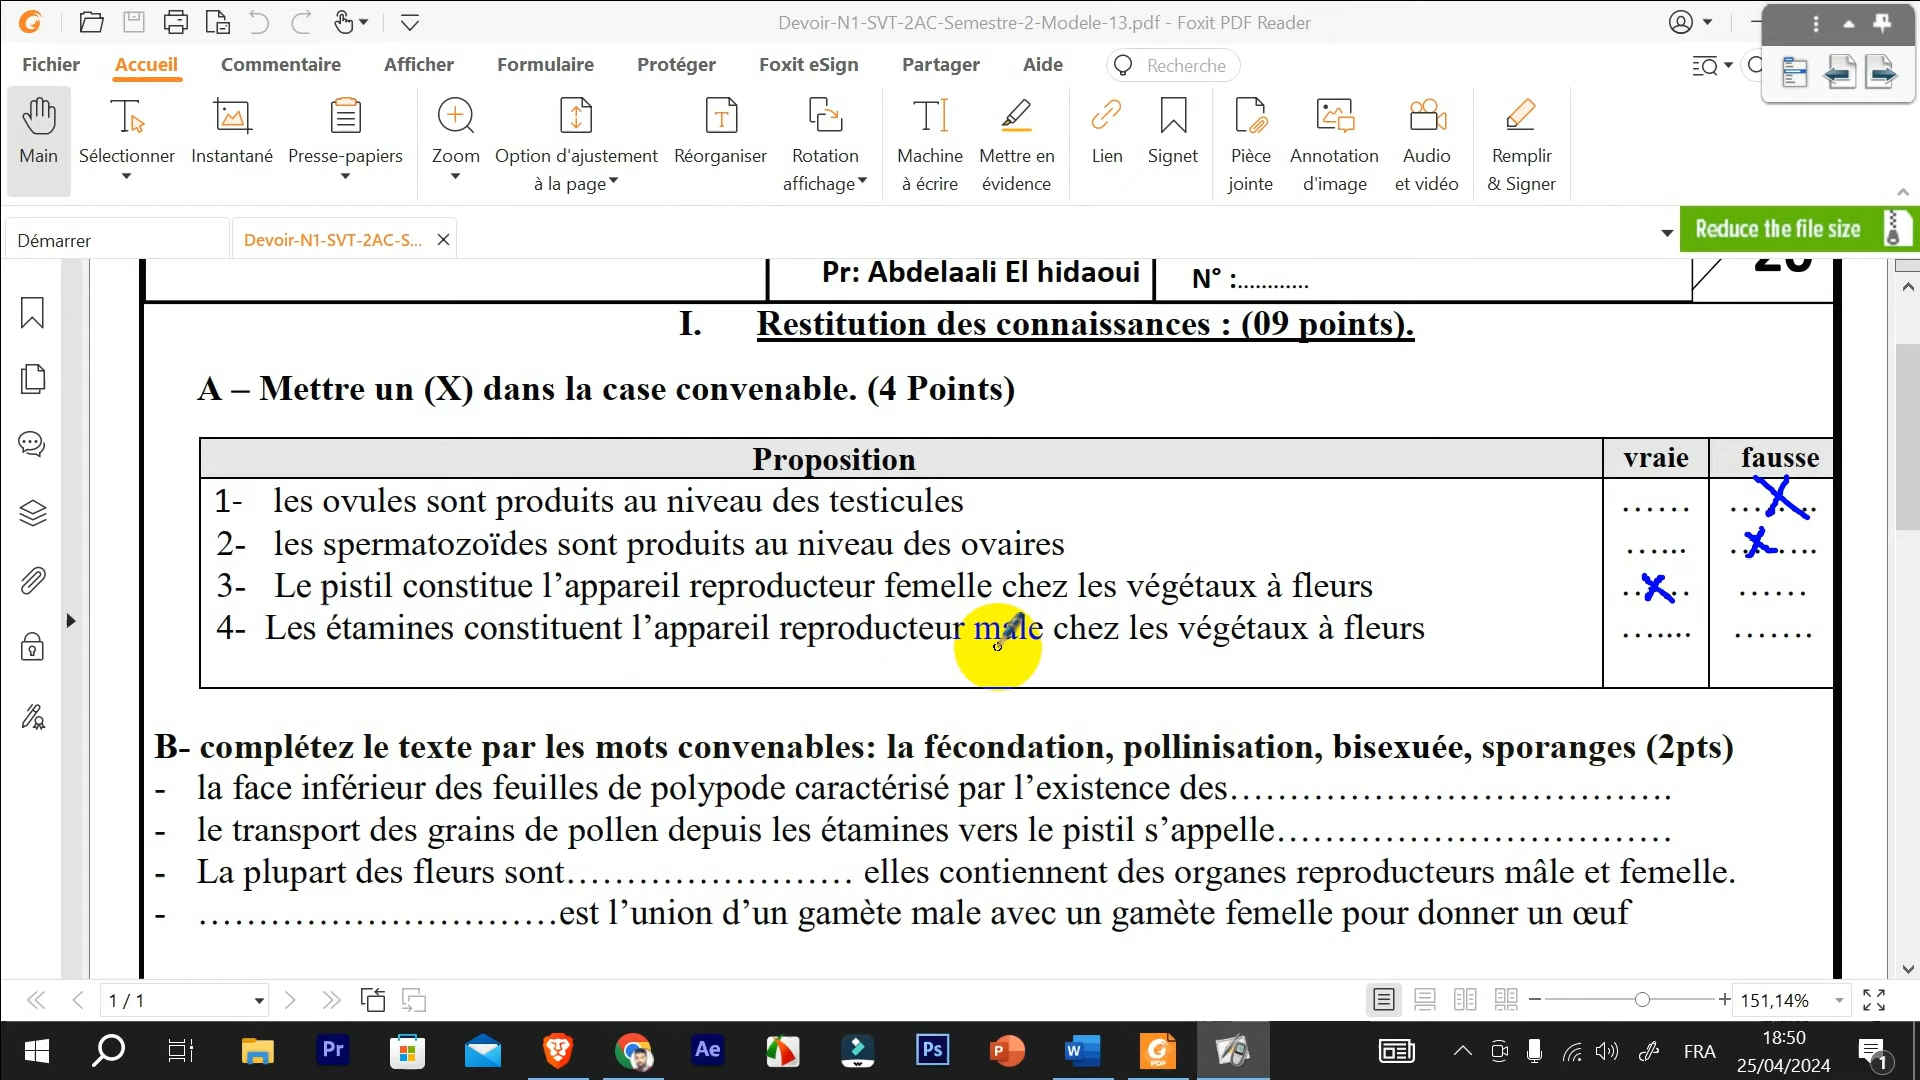 Devoir-N1-SVT-2AC-Semestre-2-Modele-13.pdf - Foxit PDF Reader
Fichier Accueil Commentaire Afficher Formulaire Protéger Foxit eSign Partager Aide Recherche
Main Sélectionner Instantané Presse-papiers Zoom Option d'ajustement à la page Réorganiser Rotation affichage Machine à écrire Mettre en évidence Lien Signet Pièce jointe Annotation d'image Audio et vidéo Remplir & Signer
Démarrer Devoir-N1-SVT-2AC-S... Reduce the file size
Pr: Abdelaali El hidaoui N° :............
I. Restitution des connaissances : (09 points).
A – Mettre un (X) dans la case convenable. (4 Points)
Proposition vraie fausse
1- les ovules sont produits au niveau des testicules ...... X
2- les spermatozoïdes sont produits au niveau des ovaires ...... X
3- Le pistil constitue l'appareil reproducteur femelle chez les végétaux à fleurs X ......
4- Les étamines constituent l'appareil reproducteur male chez les végétaux à fleurs ....... .......
B- complétez le texte par les mots convenables: la fécondation, pollinisation, bisexuée, sporanges (2pts)
- la face inférieur des feuilles de polypode caractérisé par l'existence des……………………………………….
- le transport des grains de pollen depuis les étamines vers le pistil s'appelle……………………………………
- La plupart des fleurs sont……………………… elles contiennent des organes reproducteurs mâle et femelle.
- ……………………………est l'union d'un gamète male avec un gamète femelle pour donner un œuf
1 / 1 151,14%
Pr Ae Ps P W FRA 18:50
25/04/2024 1